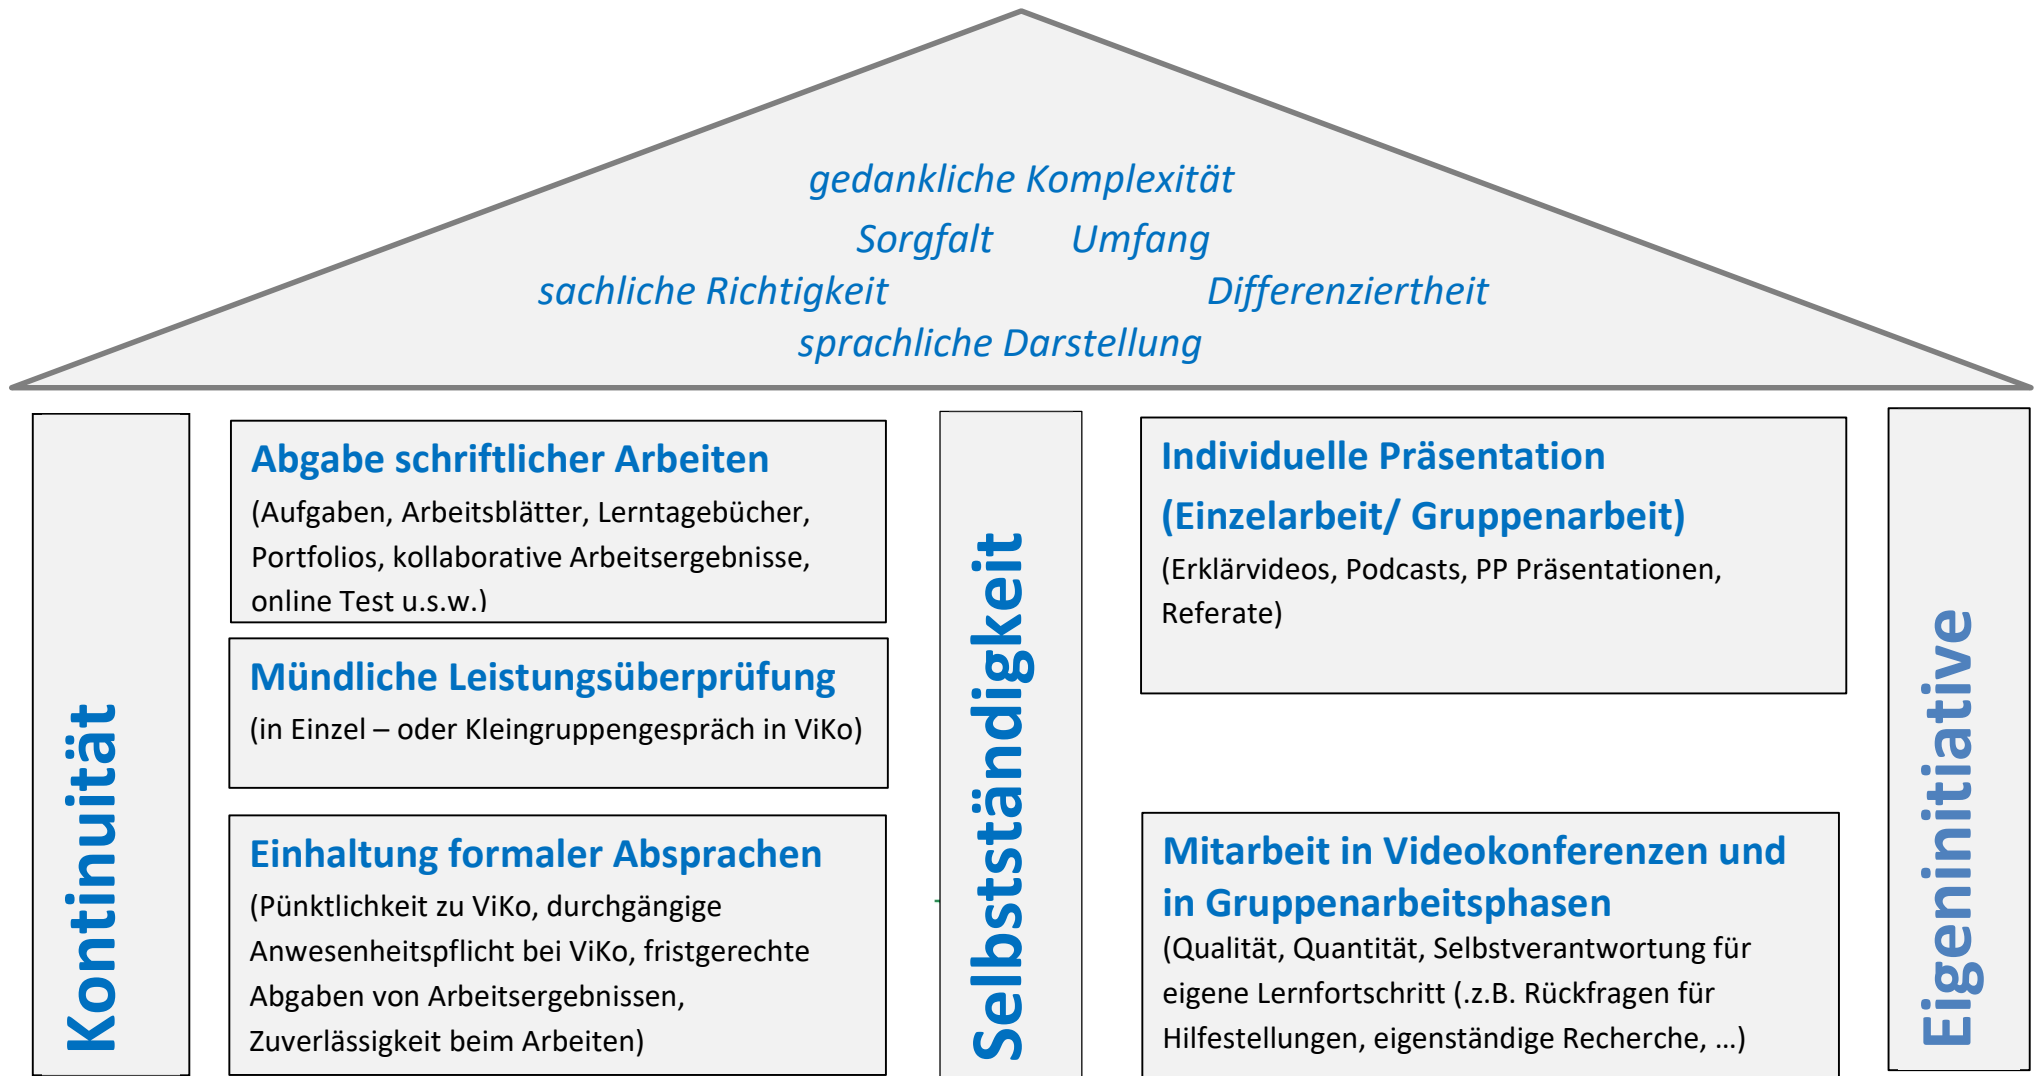 gedankliche Komplexität
Sorgfalt Umfang
sachliche Richtigkeit Differenziertheit
sprachliche Darstellung
Kontinuität
Abgabe schriftlicher Arbeiten
(Aufgaben, Arbeitsblätter, Lerntagebücher,
Portfolios, kollaborative Arbeitsergebnisse,
online Test u.s.w.)
Mündliche Leistungsüberprüfung
(in Einzel – oder Kleingruppengespräch in ViKo)
Einhaltung formaler Absprachen
(Pünktlichkeit zu ViKo, durchgängige
Anwesenheitspflicht bei ViKo, fristgerechte
Abgaben von Arbeitsergebnissen,
Zuverlässigkeit beim Arbeiten)
Selbstständigkeit
Individuelle Präsentation
(Einzelarbeit/ Gruppenarbeit)
(Erklärvideos, Podcasts, PP Präsentationen,
Referate)
Mitarbeit in Videokonferenzen und
in Gruppenarbeitsphasen
(Qualität, Quantität, Selbstverantwortung für
eigene Lernfortschritt (.z.B. Rückfragen für
Hilfestellungen, eigenständige Recherche, …)
Eigeninitiative